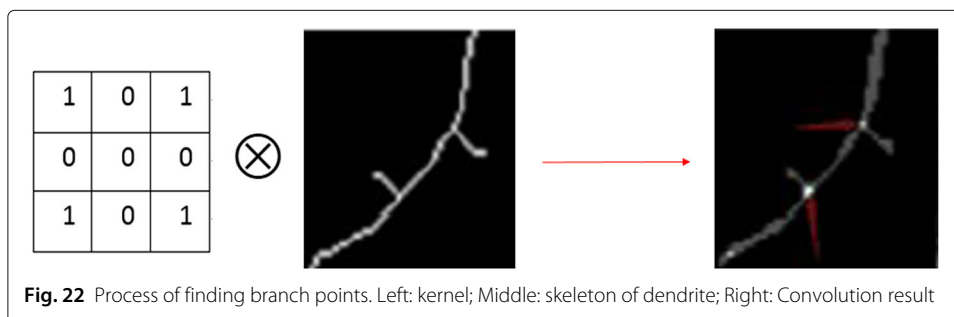 1 0 1
0 0 0
1 0 1
Fig. 22 Process of finding branch points. Left: kernel; Middle: skeleton of dendrite; Right: Convolution result